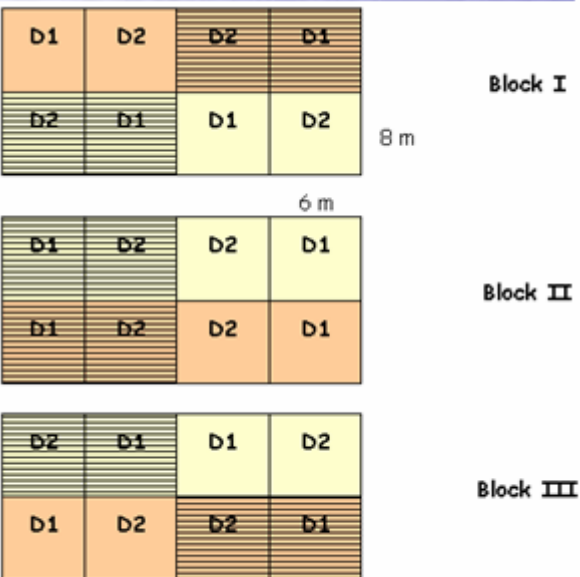 D1 D2 D2 D1
Block I
D2 D1 D1 D2
8 m
6 m
D1 D2 D2 D1
Block II
D1 D2 D2 D1
D2 D1 D1 D2
Block III
D1 D2 D2 D1